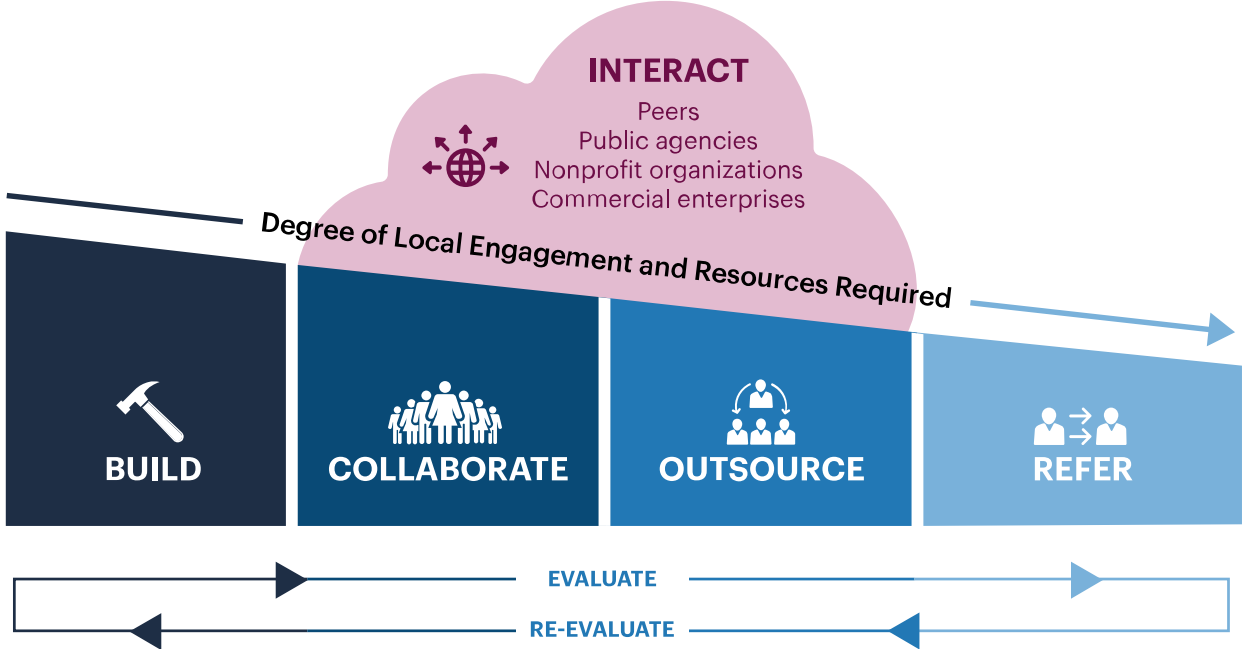 INTERACT
Peers
Public agencies
Nonprofit organizations
Commercial enterprises
Degree of Local Engagement and Resources Required
BUILD
COLLABORATE
OUTSOURCE
REFER
EVALUATE
RE-EVALUATE